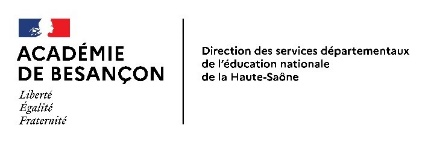 ACADÉMIE
DE BESANÇON
Liberté
Égalité
Fraternité
Direction des services départementaux
de l'éducation nationale
de la Haute-Saône